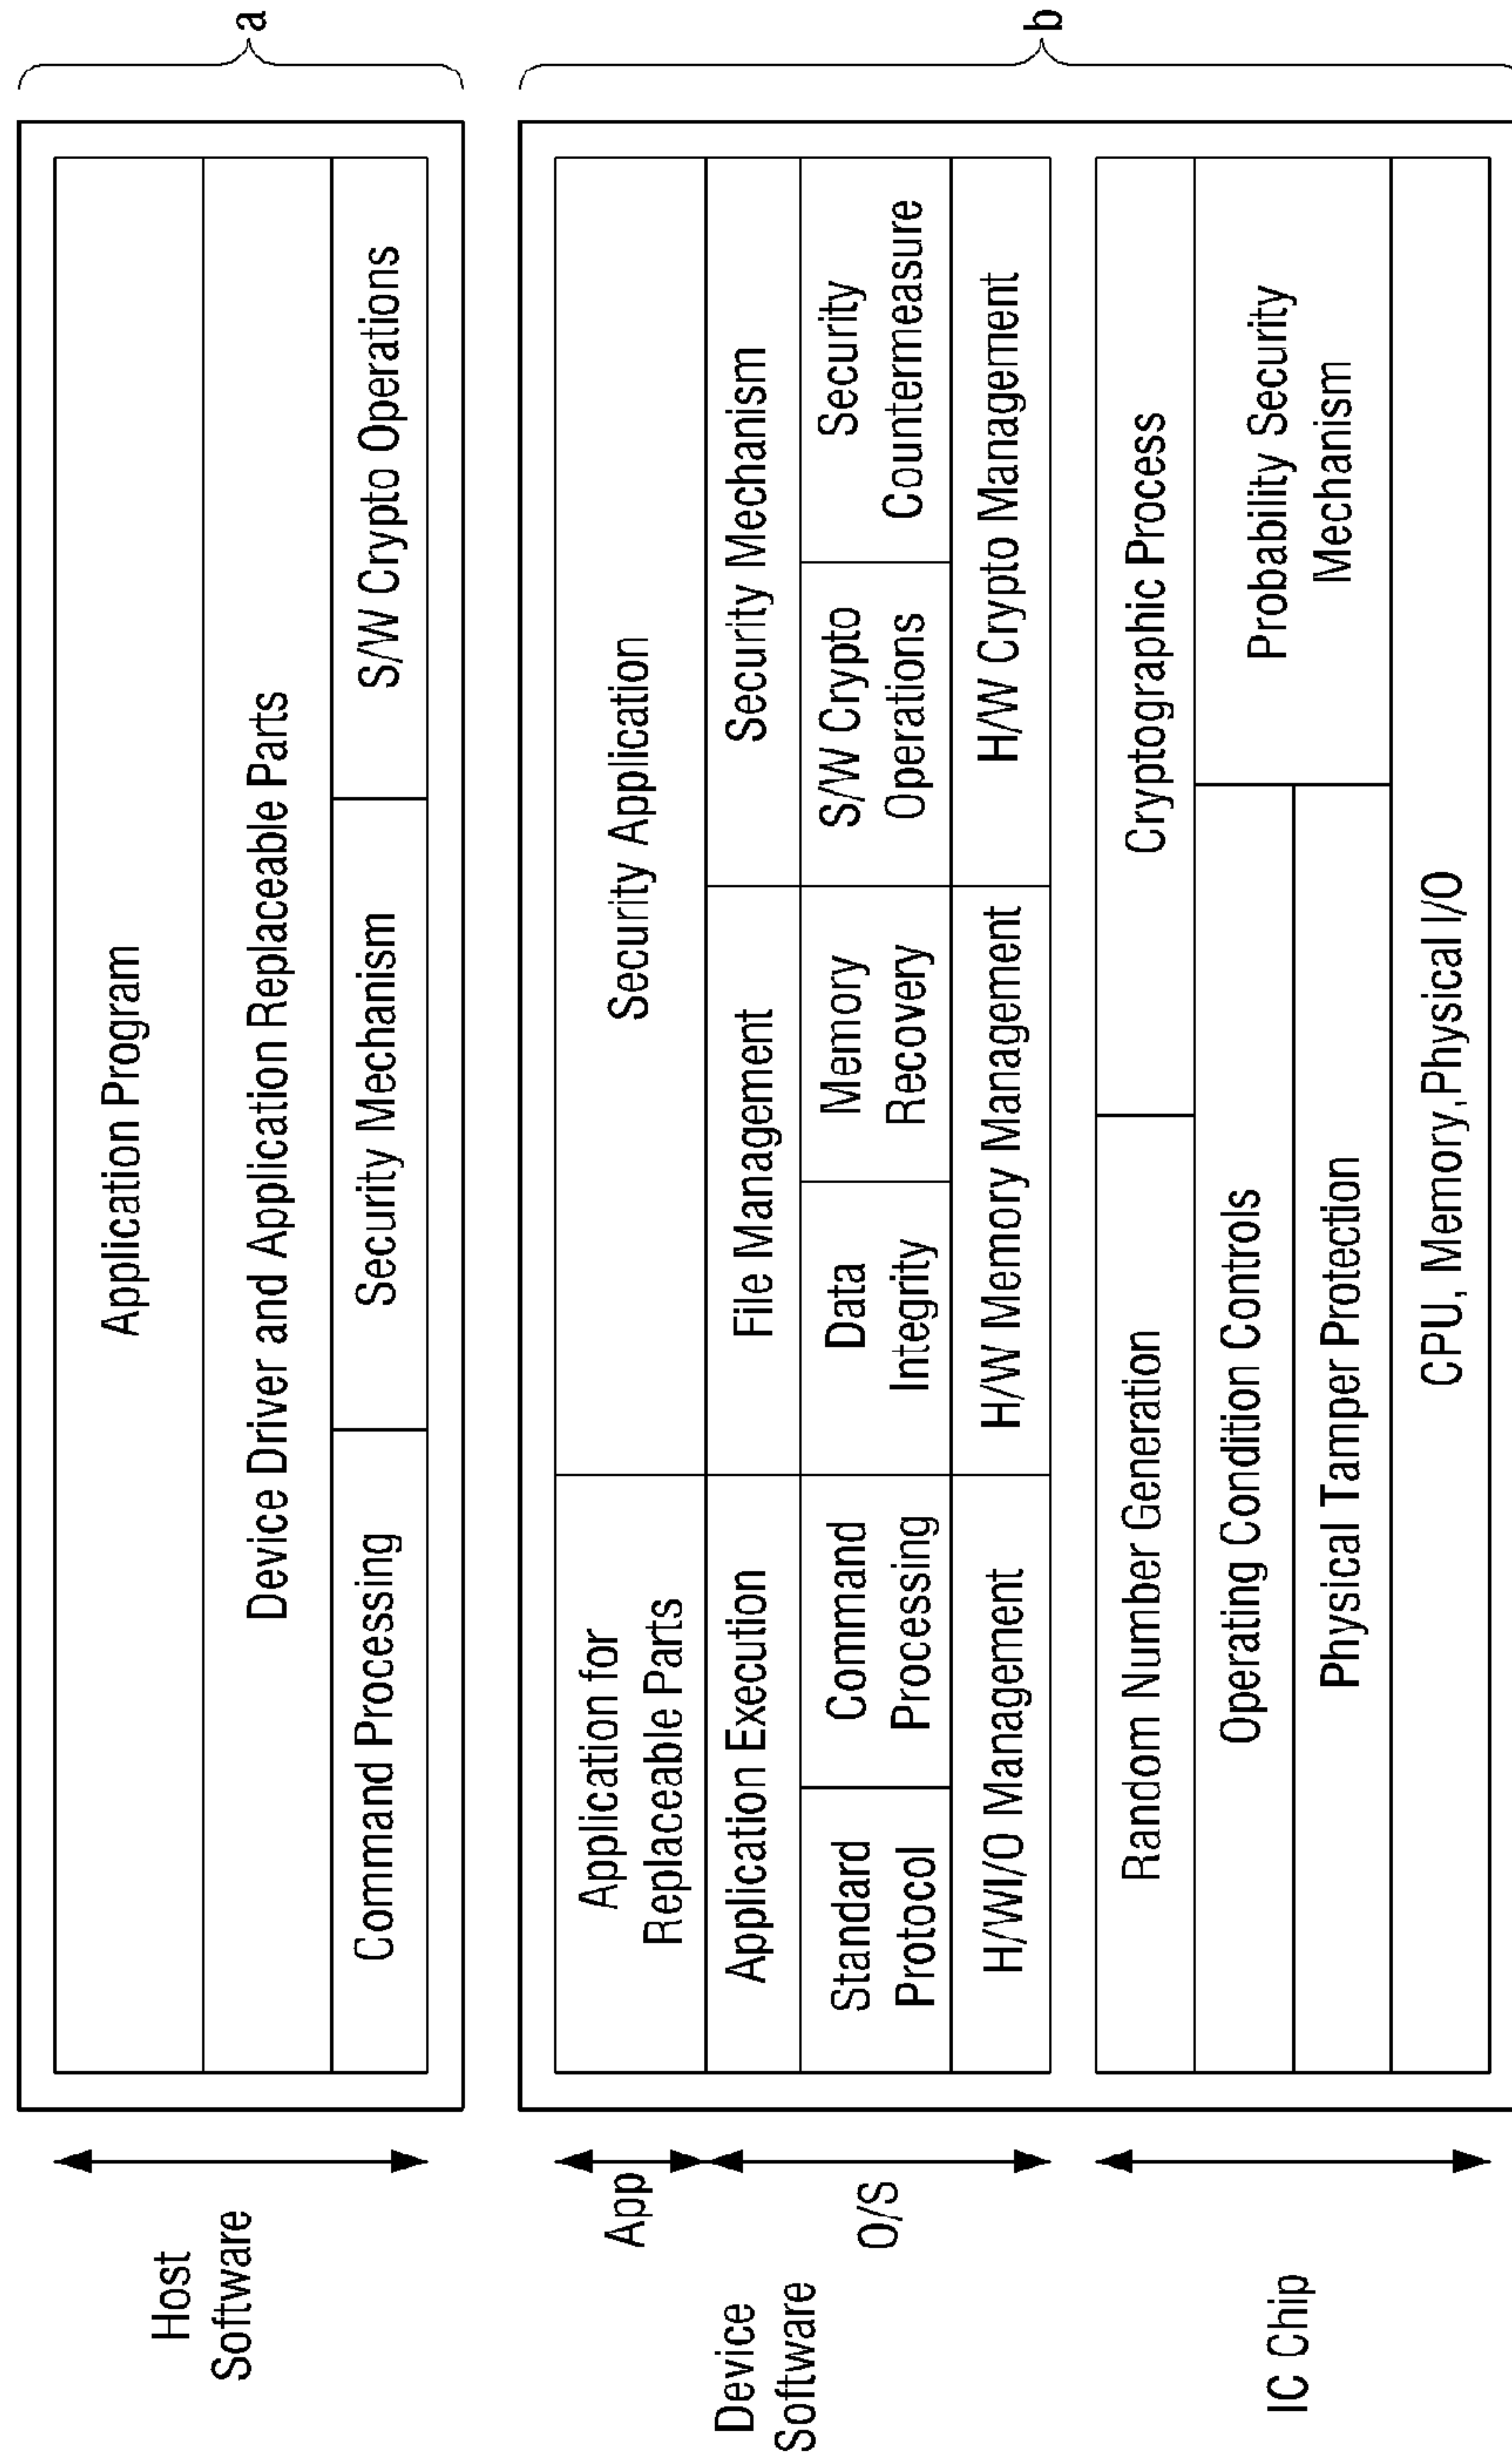 Host
Software
Application Program
Device Driver and Application Replaceable Parts
Command Processing
Security Mechanism
S/W Crypto Operations
a
Device
Software
App
O/S
Application for
Replaceable Parts
Security Application
Application Execution
File Management
Security Mechanism
Standard
Protocol
Command
Processing
Data
Integrity
Memory
Recovery
S/W Crypto
Operations
Security
Countermeasure
H/WI/O Management
H/W Memory Management
H/W Crypto Management
b
IC Chip
Random Number Generation
Cryptographic Process
Operating Condition Controls
Probability Security
Mechanism
Physical Tamper Protection
CPU, Memory,Physical I/O